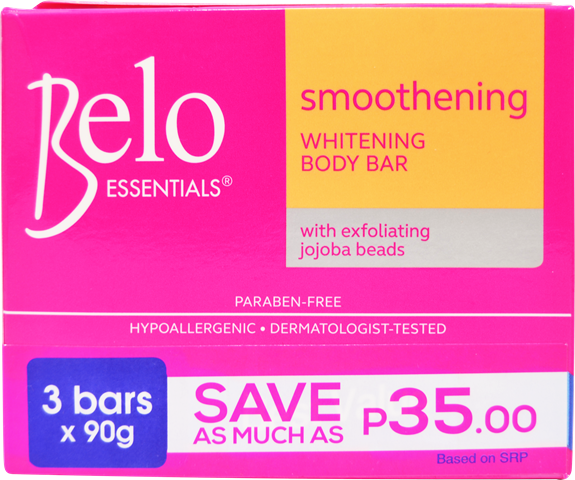 Belo
ESSENTIALS®
smoothening
WHITENING
BODY BAR
with exfoliating
jojoba beads
PARABEN-FREE
HYPOALLERGENIC • DERMATOLOGIST-TESTED
3 bars
x 90g
SAVE
AS MUCH AS
P35.00
Based on SRP